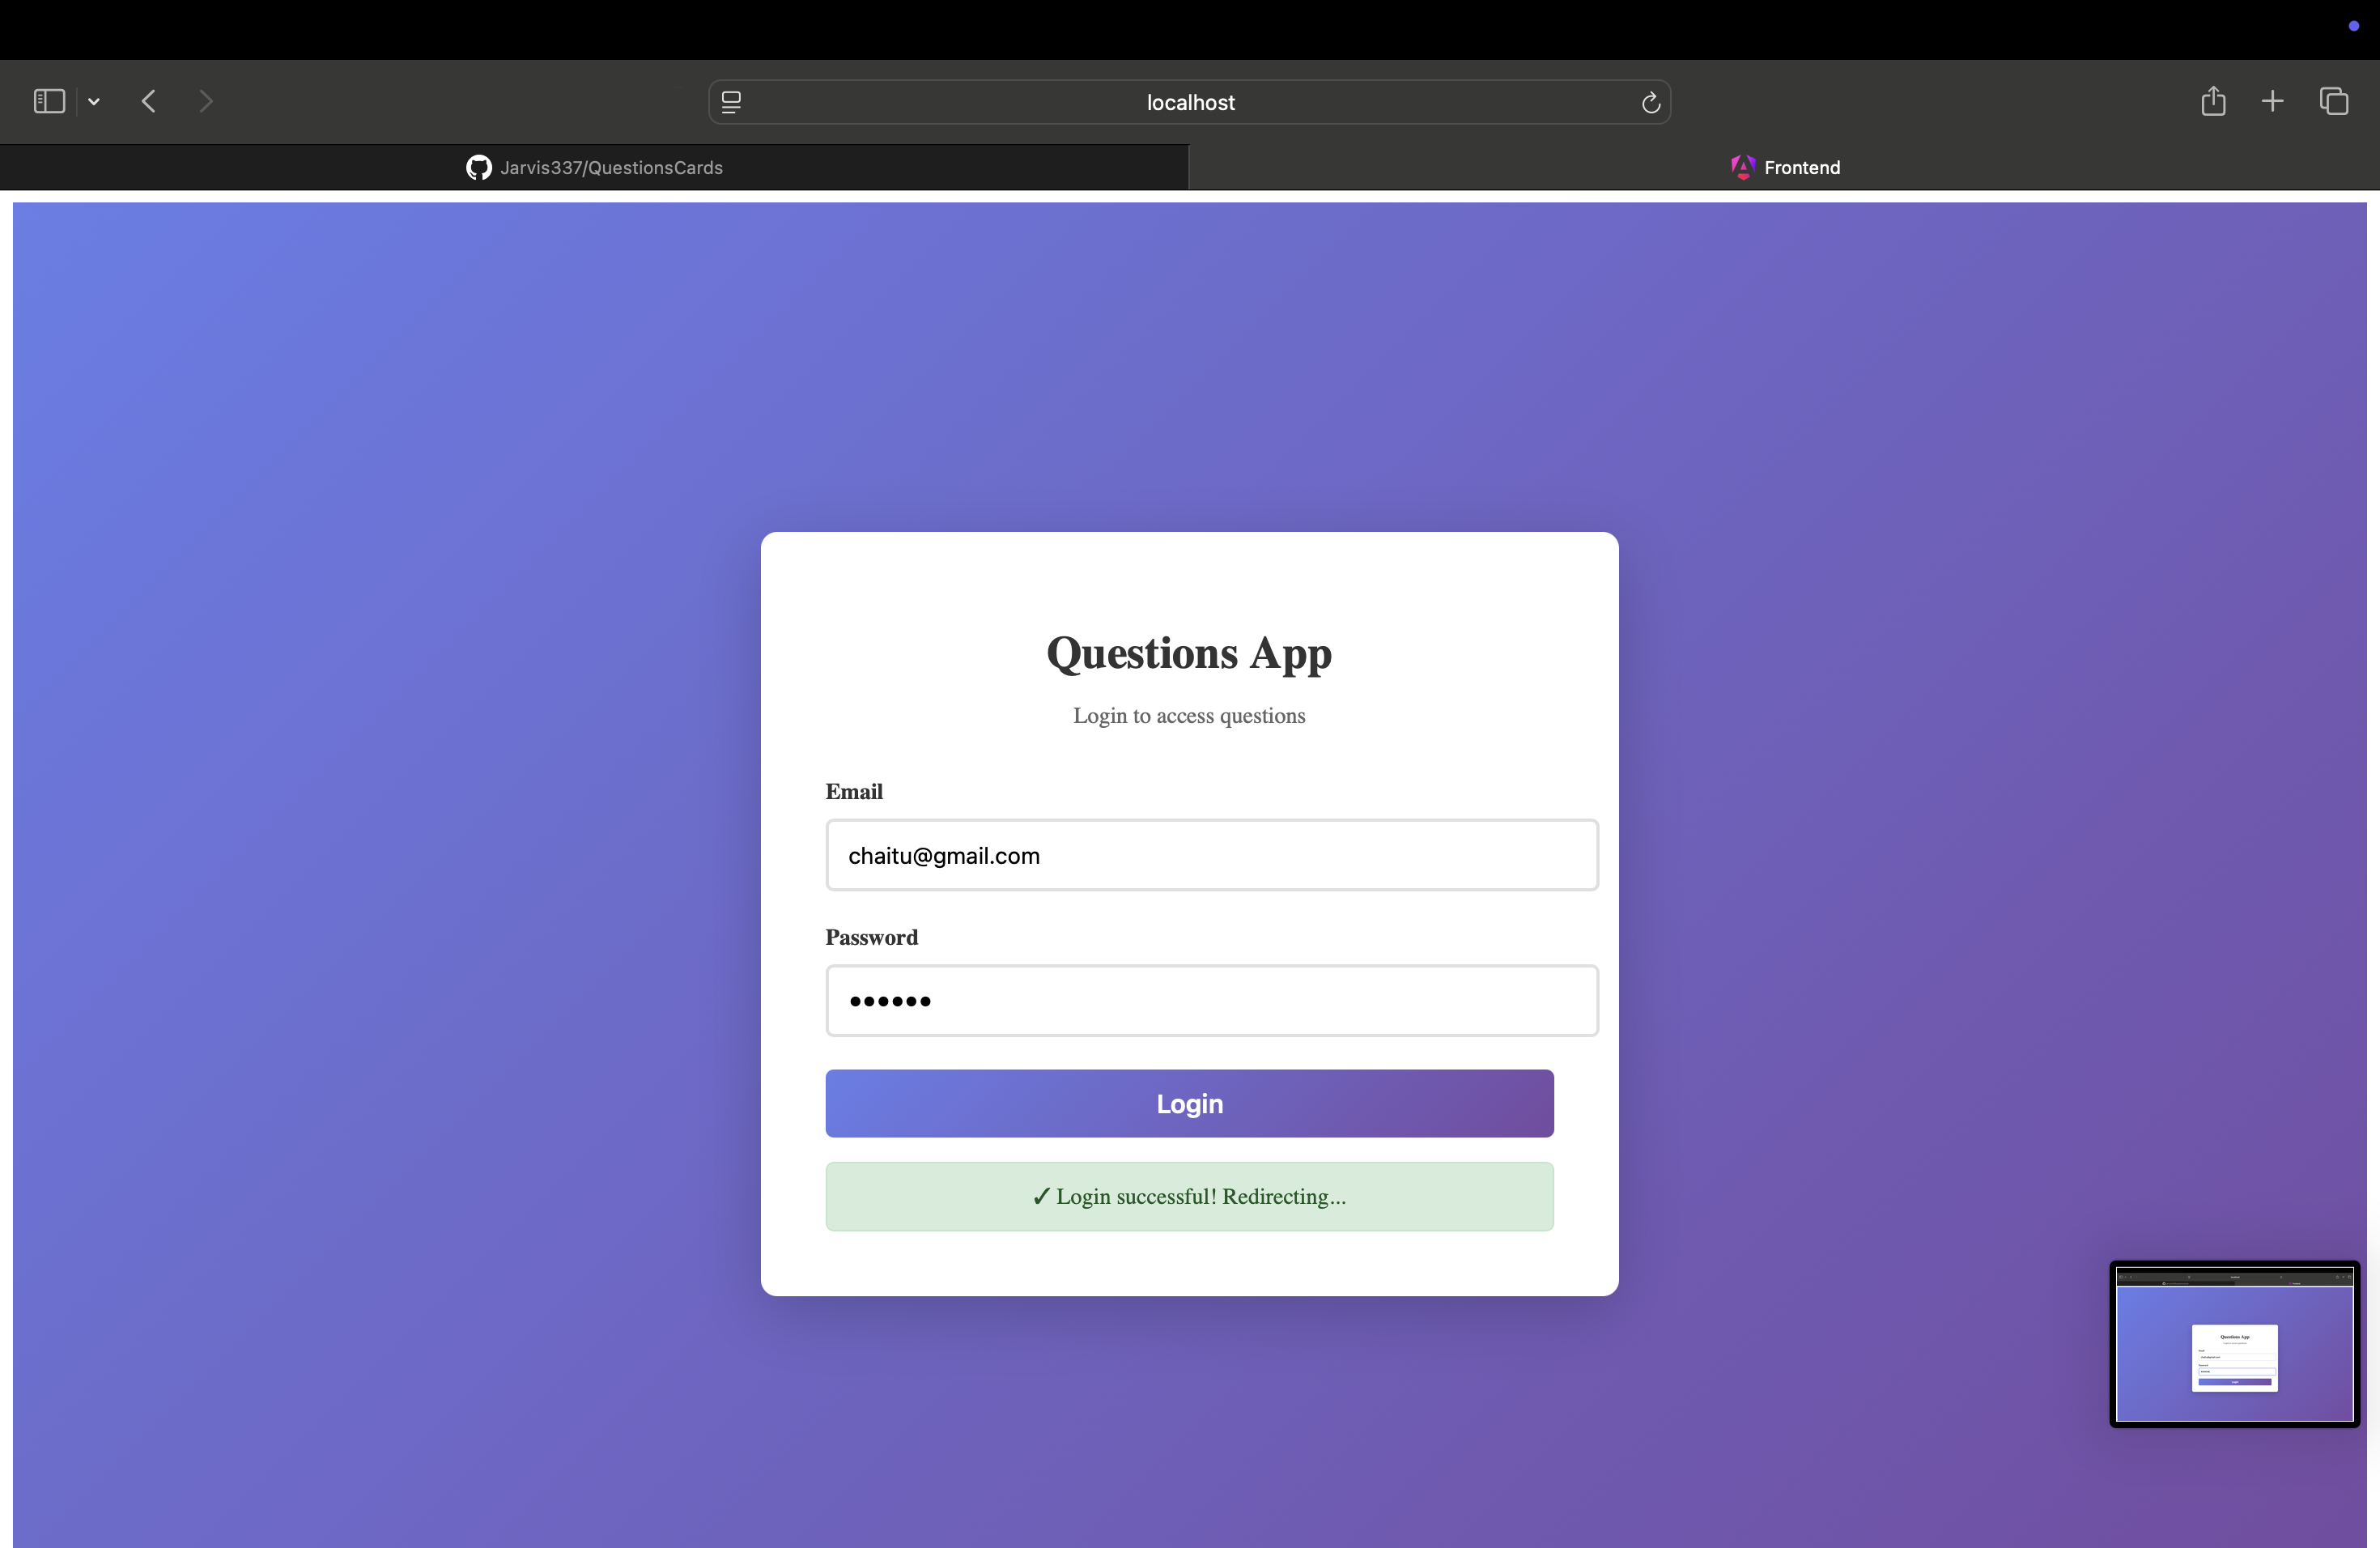 localhost
Jarvis337/QuestionsCards
Frontend
Questions App
Login to access questions
Email
chaitu@gmail.com
Password
••••••
Login
✓ Login successful! Redirecting...